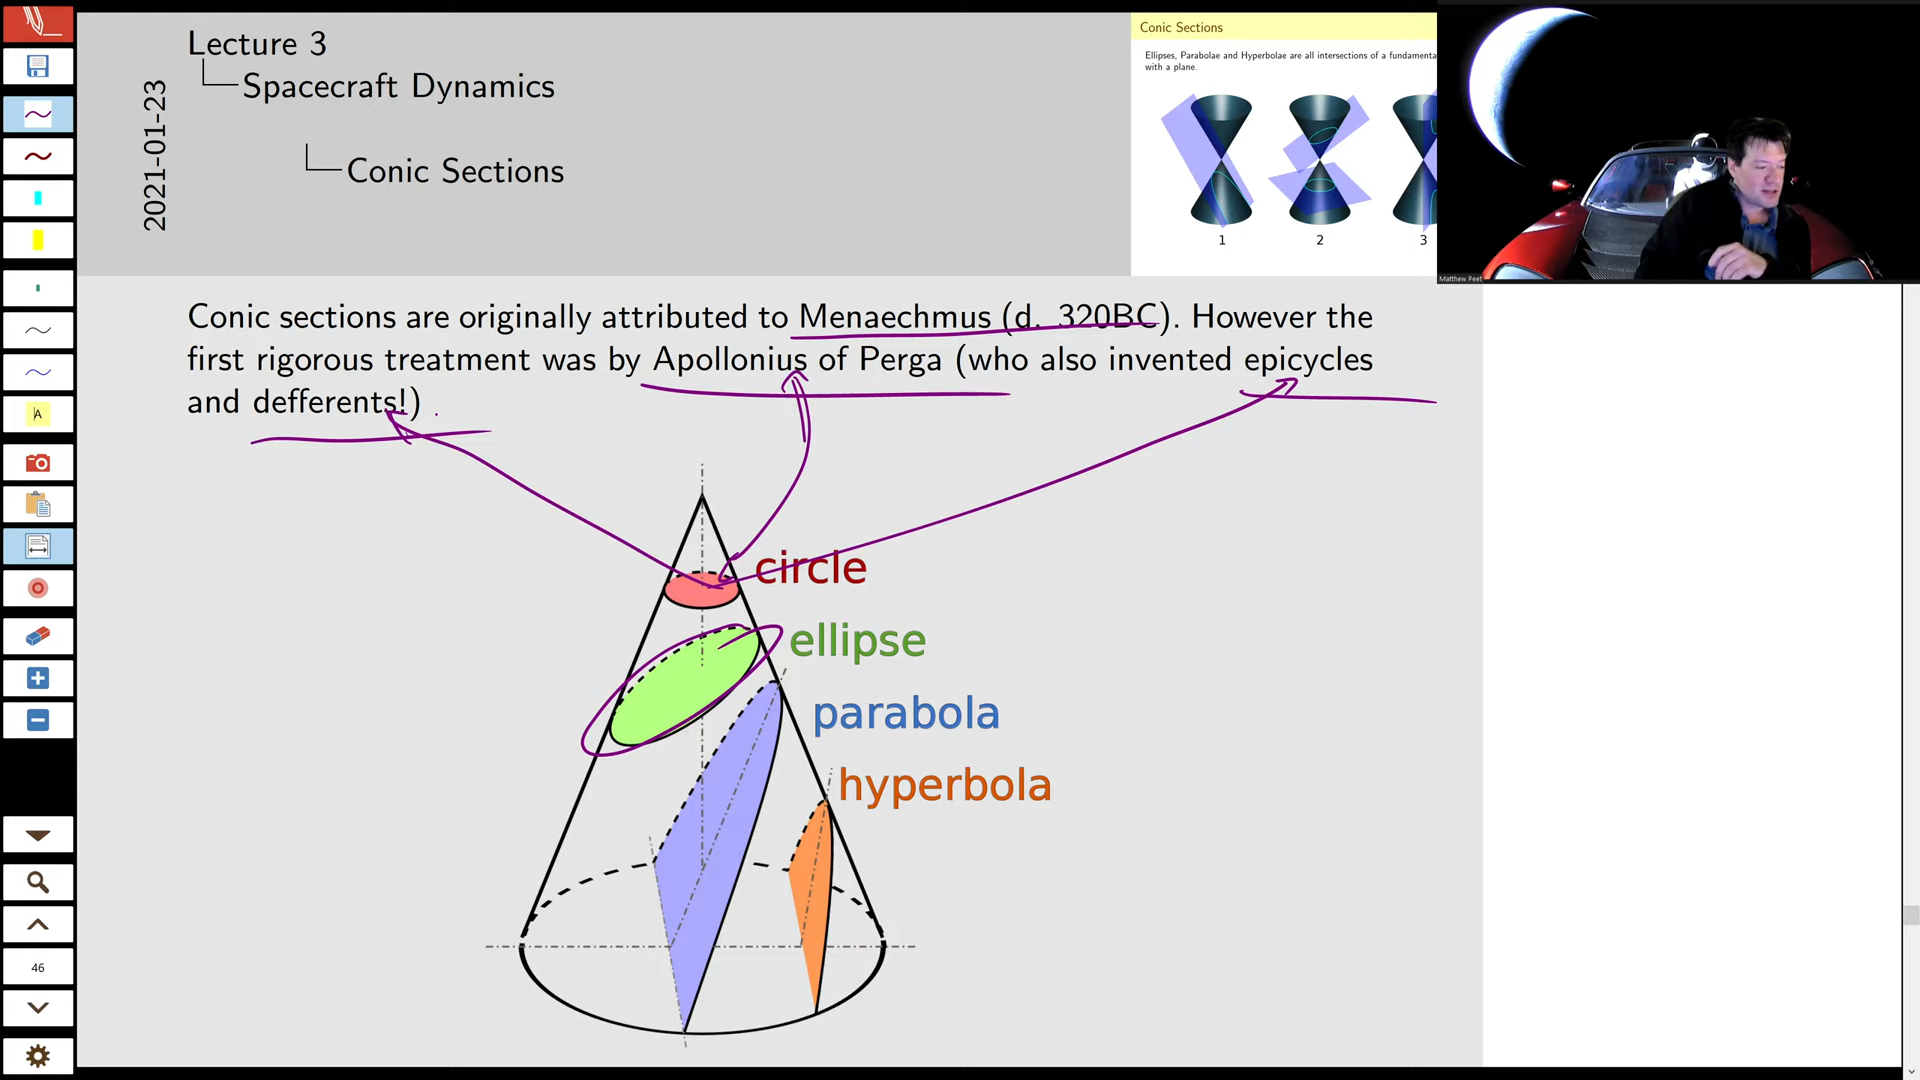 Lecture 3
Spacecraft Dynamics
Conic Sections
2021-01-23
Conic Sections
Ellipses, Parabolae and Hyperbolae are all intersections of a fundamenta
with a plane.
1 2 3
Matthew Peet
Conic sections are originally attributed to Menaechmus (d. 320BC). However the
first rigorous treatment was by Apollonius of Perga (who also invented epicycles
and defferents!)
circle
ellipse
parabola
hyperbola
A
46